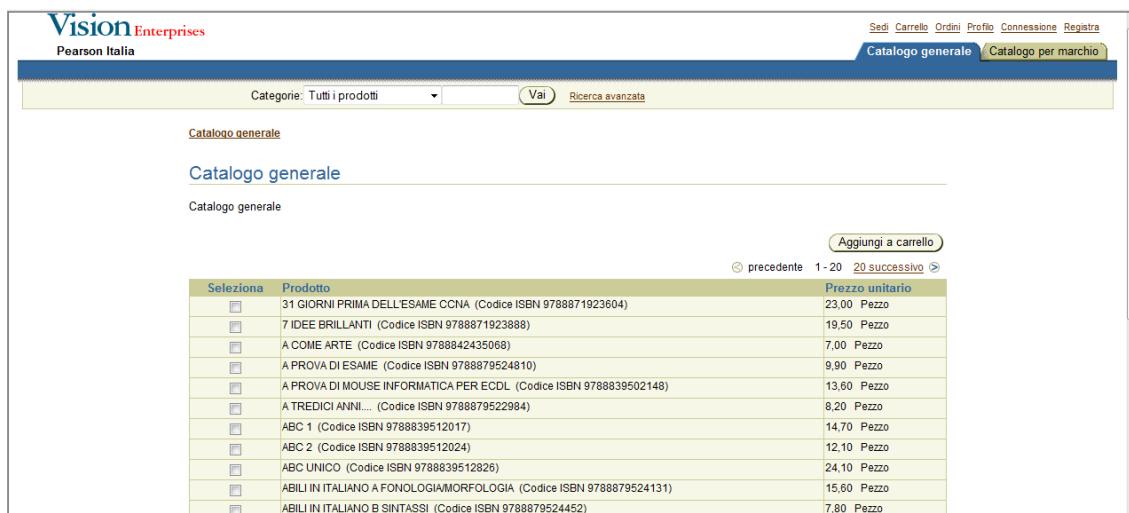 Vision Enterprises
Sedi Carrello Ordini Profilo Connessione Registra
Pearson Italia
Catalogo generale Catalogo per marchio
Categorie: Tutti i prodotti Vai Ricerca avanzata
Catalogo generale
Catalogo generale
Catalogo generale
Aggiungi a carrello
precedente 1 - 20 20 successivo
Seleziona Prodotto Prezzo unitario
31 GIORNI PRIMA DELL'ESAME CCNA (Codice ISBN 9788871923604) 23,00 Pezzo
7 IDEE BRILLANTI (Codice ISBN 9788871923888) 19,50 Pezzo
A COME ARTE (Codice ISBN 9788842435068) 7,00 Pezzo
A PROVA DI ESAME (Codice ISBN 9788879524810) 9,90 Pezzo
A PROVA DI MOUSE INFORMATICA PER ECDL (Codice ISBN 9788839502148) 13,60 Pezzo
A TREDICI ANNI.... (Codice ISBN 9788879522984) 8,20 Pezzo
ABC 1 (Codice ISBN 9788839512017) 14,70 Pezzo
ABC 2 (Codice ISBN 9788839512024) 12,10 Pezzo
ABC UNICO (Codice ISBN 9788839512826) 24,10 Pezzo
ABILI IN ITALIANO A FONOLOGIA/MORFOLOGIA (Codice ISBN 9788879524131) 15,60 Pezzo
ABILI IN ITALIANO B SINTASSI (Codice ISBN 9788879524452) 7,80 Pezzo